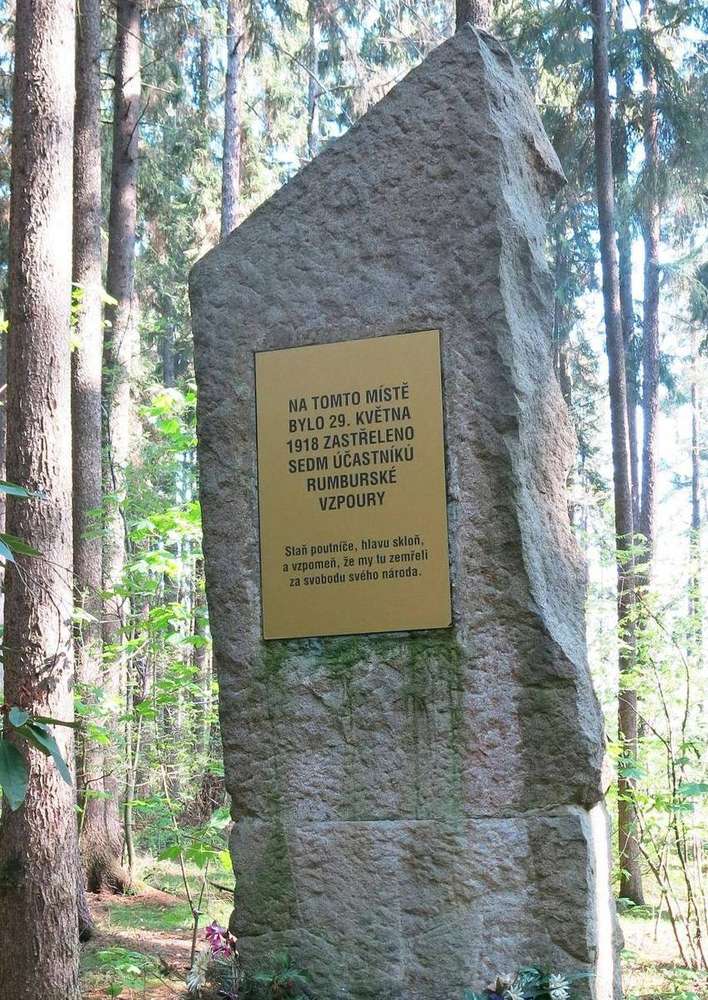 NA TOMTO MÍSTĚ
BYLO 29. KVĚTNA
1918 ZASTŘELENO
SEDM ÚČASTNÍKŮ
RUMBURSKÉ
VZPOURY
Staň poutníče, hlavu skloň,
a vzpomeň, že my tu zemřeli
za svobodu svého národa.